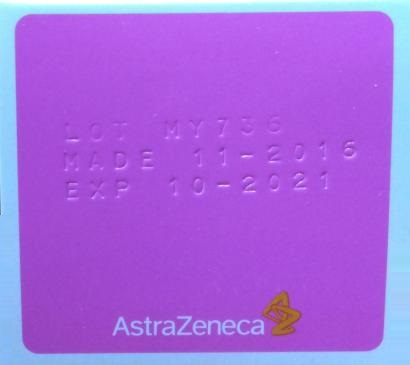 LOT MY736
MADE 11-2016
EXP 10-2021
AstraZeneca